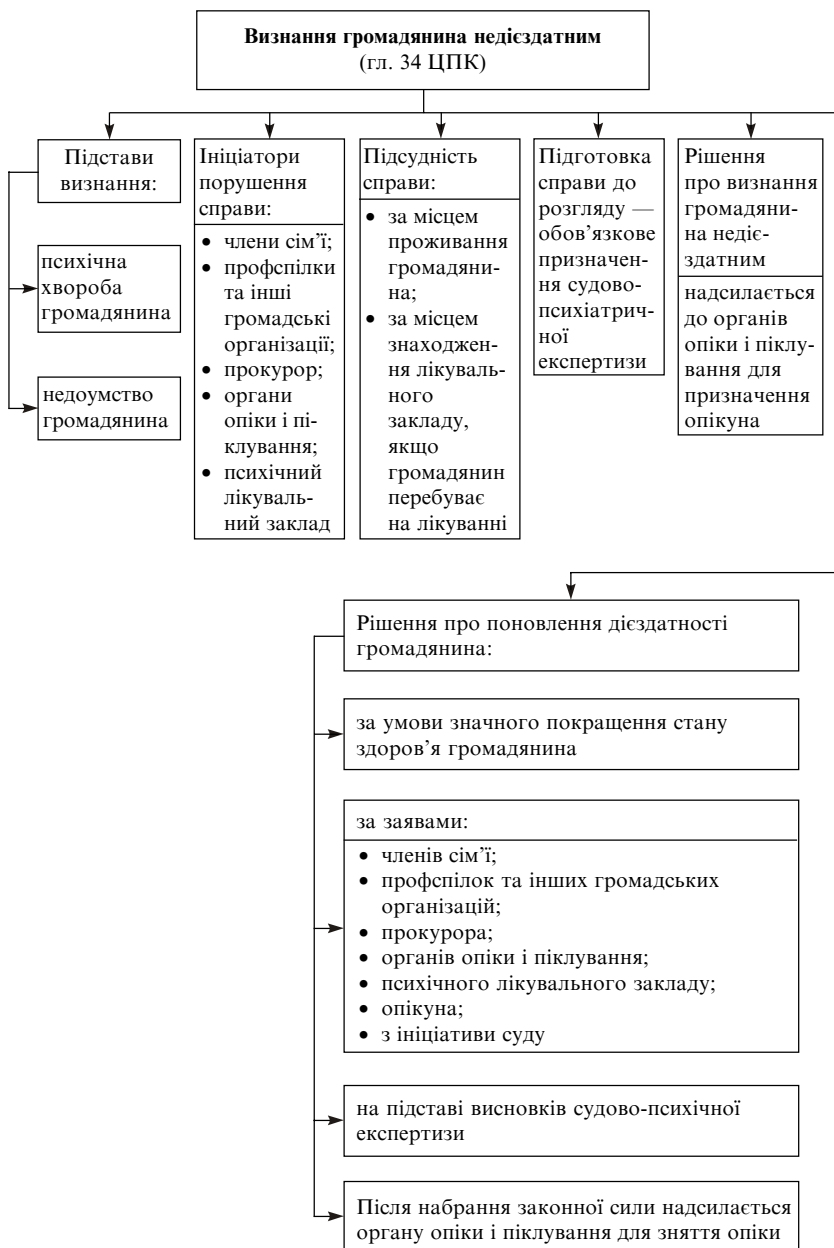 Визнання громадянина недієздатним
(гл. 34 ЦПК)
Підстави
визнання:
психічна
хвороба
громадянина
недоумство
громадянина
Ініціатори
порушення
справи:
• члени сім’ї;
• профспілки
та інші
громадські
організації;
• прокурор;
• органи
опіки і пі-
клування;
• психічний
лікуваль-
ний заклад
Підсудність
справи:
• за місцем
проживання
громадяни-
на;
• за місцем
знаходжен-
ня лікуваль-
ного
закладу,
якщо
громадянин
перебуває
на лікуванні
Підготовка
справи до
розгляду —
обов’язкове
призначен-
ня судово-
психіатрич-
ної
експертизи
Рішення
про визнання
громадяни-
на недіє-
здатним
надсилається
до органів
опіки і піклу-
вання для
призначення
опікуна
Рішення про поновлення дієздатності
громадянина:
за умови значного покращення стану
здоров’я громадянина
за заявами:
• членів сім’ї;
• профспілок та інших громадських
організацій;
• прокурора;
• органів опіки і піклування;
• психічного лікувального закладу;
• опікуна;
• з ініціативи суду
на підставі висновків судово-психічної
експертизи
Після набрання законної сили надсилається
органу опіки і піклування для зняття опіки